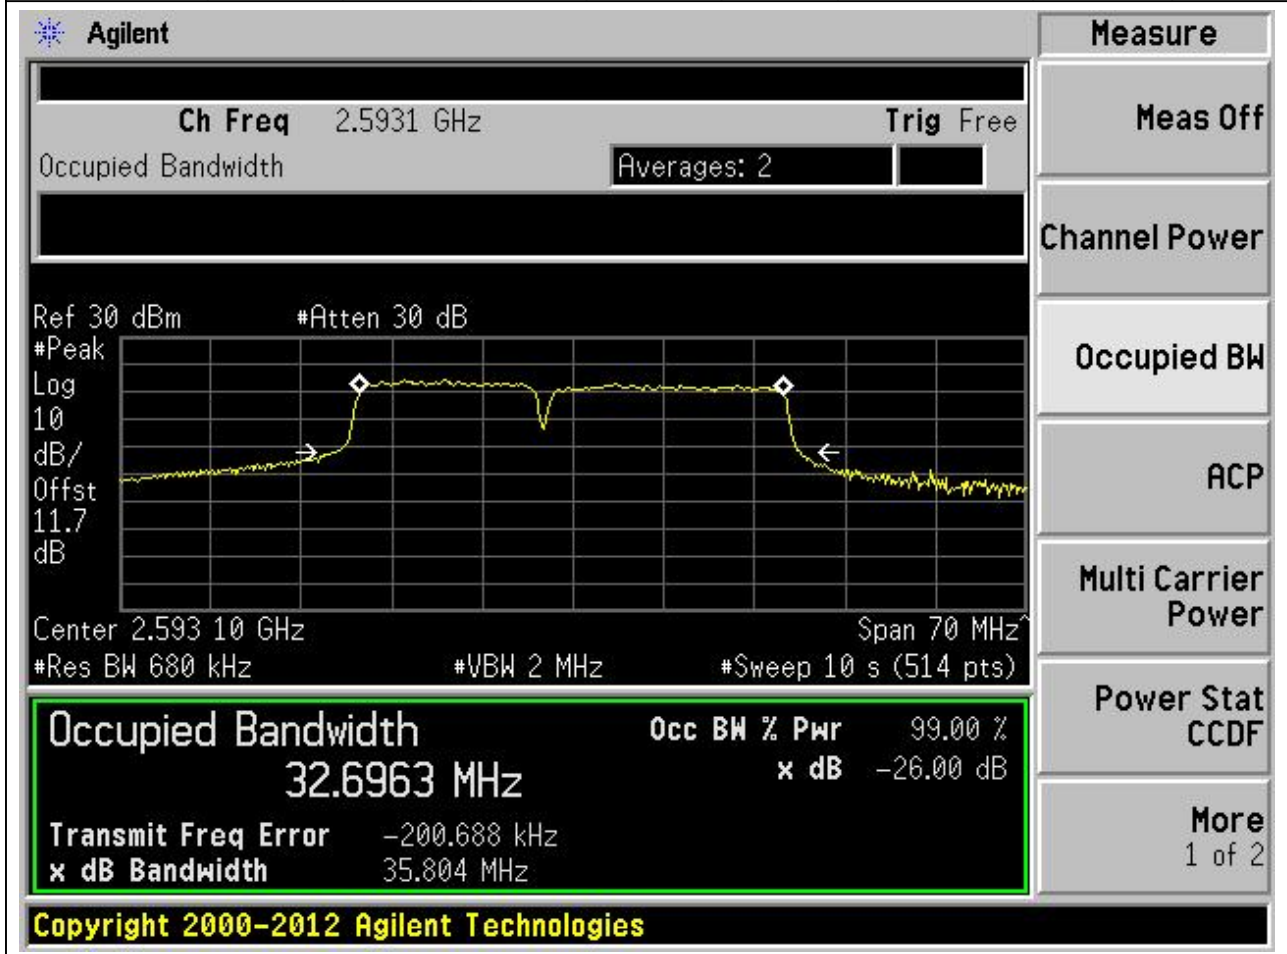 Agilent
Measure
Ch Freq 2.5931 GHz Trig Free
Occupied Bandwidth Averages: 2
Meas Off
Channel Power
Occupied BW
ACP
Multi Carrier
Power
Power Stat
CCDF
More
1 of 2
Ref 30 dBm #Atten 30 dB
#Peak
Log
10
dB/
Offst
11.7
dB
Center 2.593 10 GHz Span 70 MHz^
#Res BW 680 kHz #VBW 2 MHz #Sweep 10 s (514 pts)
Occupied Bandwidth Occ BW % Pwr 99.00 %
32.6963 MHz x dB -26.00 dB
Transmit Freq Error -200.688 kHz
x dB Bandwidth 35.804 MHz
Copyright 2000-2012 Agilent Technologies